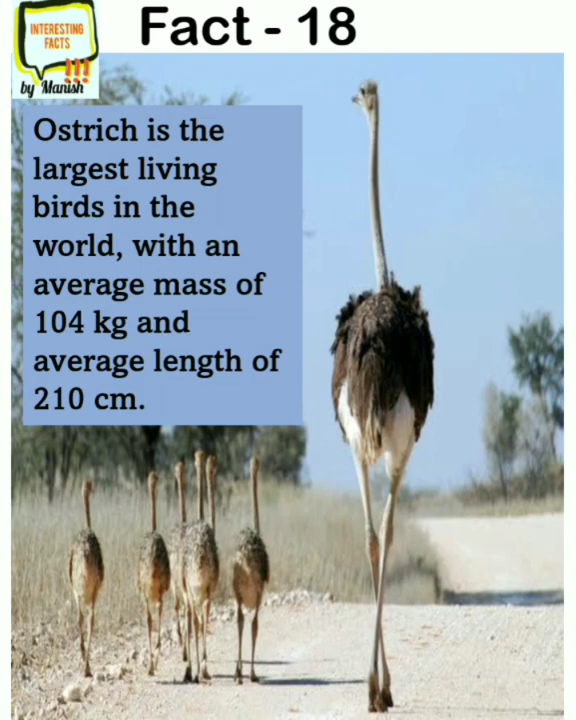 INTERESTING
FACTS
!!!
by Manish
Fact - 18
Ostrich is the
largest living
birds in the
world, with an
average mass of
104 kg and
average length of
210 cm.